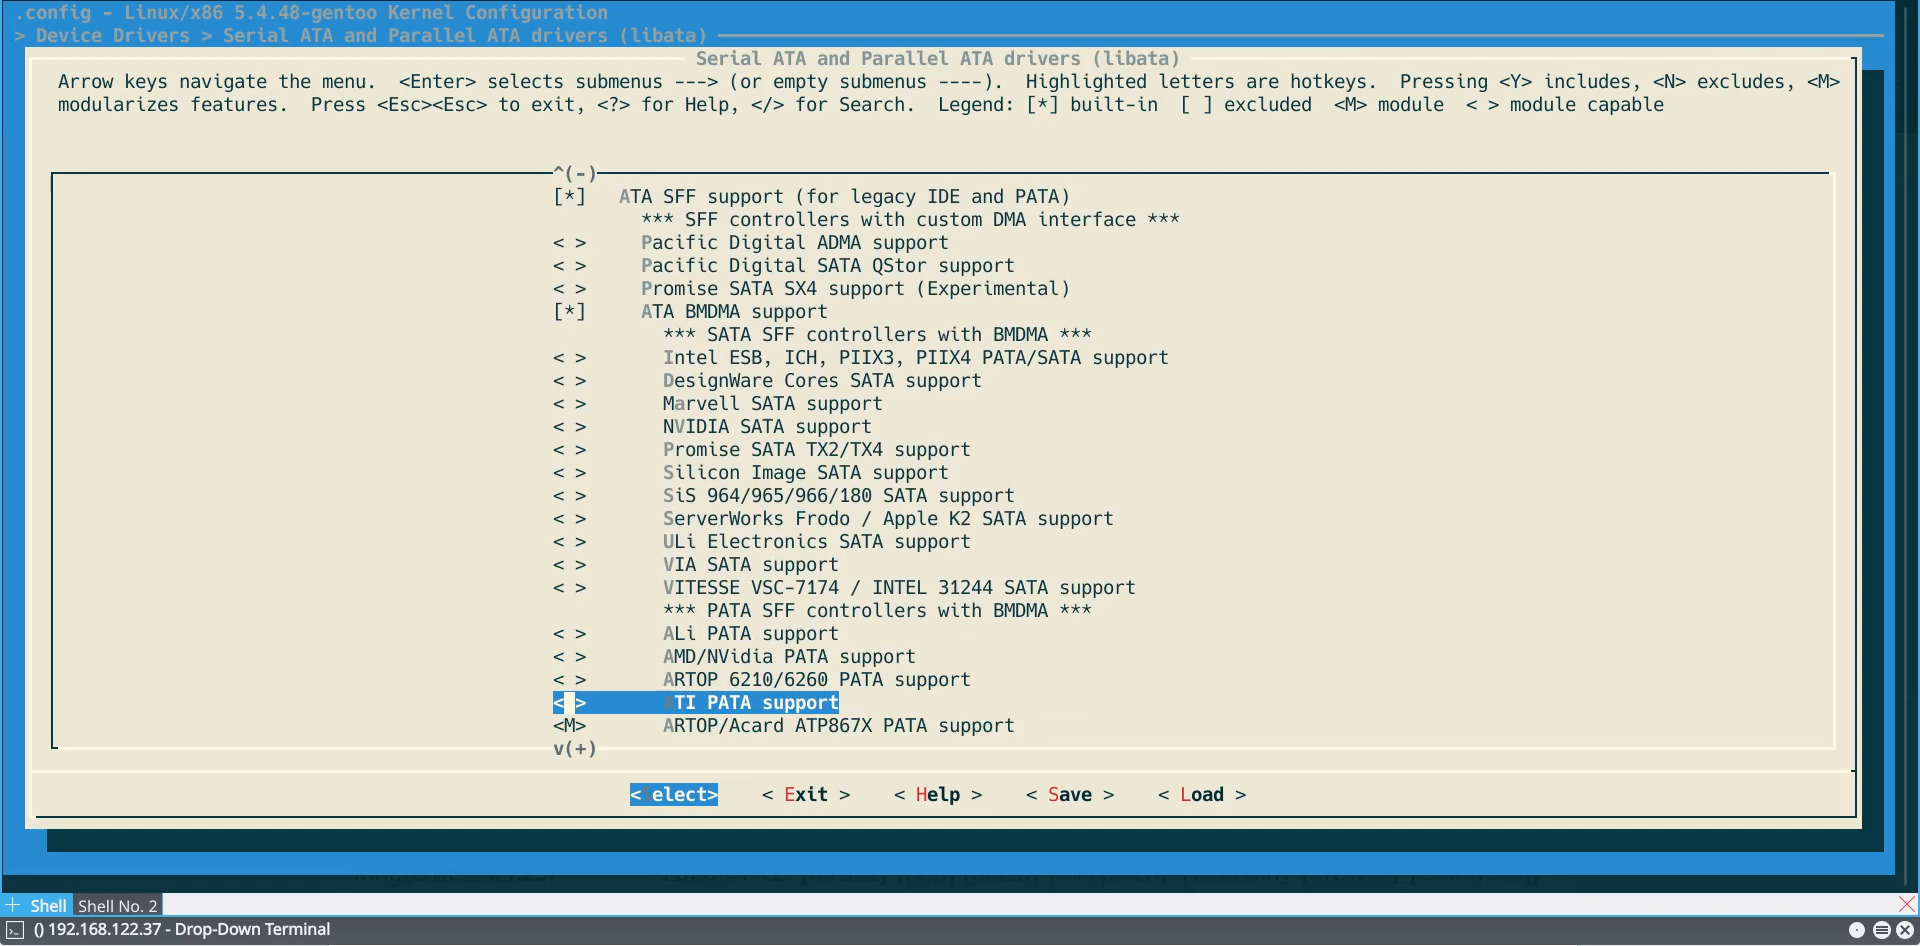 .config - Linux/x86 5.4.48-gentoo Kernel Configuration
> Device Drivers > Serial ATA and Parallel ATA drivers (libata)
Serial ATA and Parallel ATA drivers (libata)
Arrow keys navigate the menu.  <Enter> selects submenus ---> (or empty submenus ----).  Highlighted letters are hotkeys.  Pressing <Y> includes, <N> excludes, <M>
modularizes features.  Press <Esc><Esc> to exit, <?> for Help, </> for Search.  Legend: [*] built-in  [ ] excluded  <M> module  < > module capable
^(-)
[*]   ATA SFF support (for legacy IDE and PATA)
*** SFF controllers with custom DMA interface ***
< >     Pacific Digital ADMA support
< >     Pacific Digital SATA QStor support
< >     Promise SATA SX4 support (Experimental)
[*]     ATA BMDMA support
*** SATA SFF controllers with BMDMA ***
< >       Intel ESB, ICH, PIIX3, PIIX4 PATA/SATA support
< >       DesignWare Cores SATA support
< >       Marvell SATA support
< >       NVIDIA SATA support
< >       Promise SATA TX2/TX4 support
< >       Silicon Image SATA support
< >       SiS 964/965/966/180 SATA support
< >       ServerWorks Frodo / Apple K2 SATA support
< >       ULi Electronics SATA support
< >       VIA SATA support
< >       VITESSE VSC-7174 / INTEL 31244 SATA support
*** PATA SFF controllers with BMDMA ***
< >       ALi PATA support
< >       AMD/NVidia PATA support
< >       ARTOP 6210/6260 PATA support
< >       ATI PATA support
<M>       ARTOP/Acard ATP867X PATA support
v(+)
<Select>    < Exit >    < Help >    < Save >    < Load >
Shell Shell No. 2
() 192.168.122.37 - Drop-Down Terminal